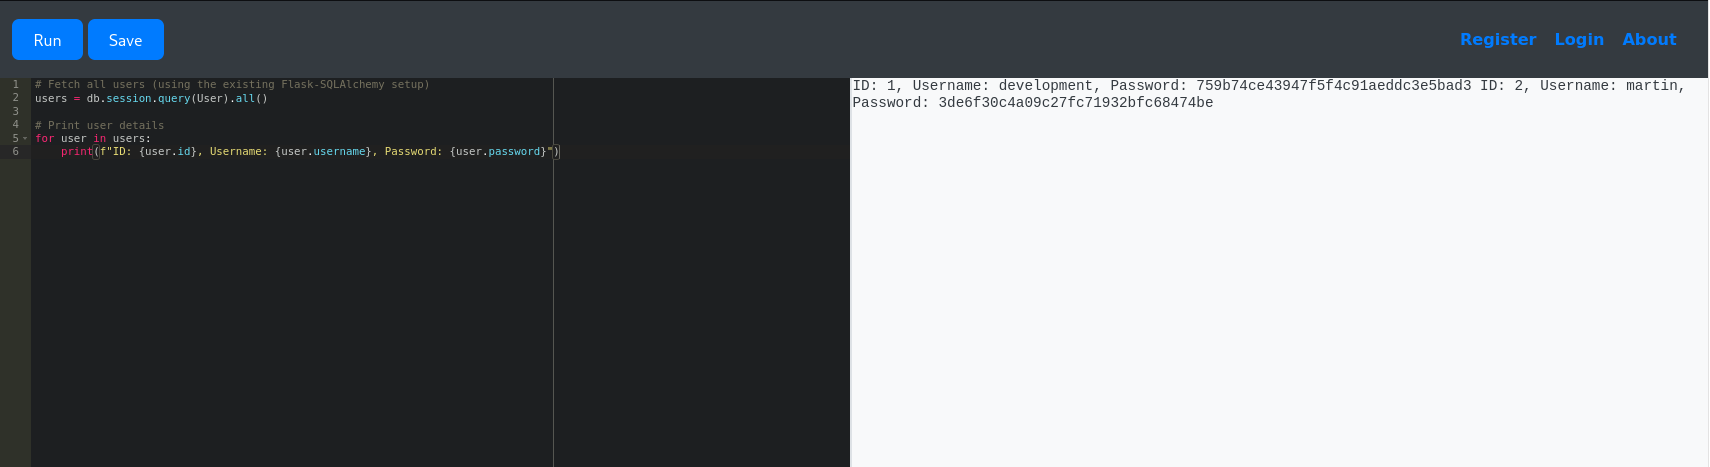 Run Save Register Login About
1 # Fetch all users (using the existing Flask-SQLAlchemy setup)
2 users = db.session.query(User).all()
3
4 # Print user details
5 for user in users:
6     print(f"ID: {user.id}, Username: {user.username}, Password: {user.password}")
ID: 1, Username: development, Password: 759b74ce43947f5f4c91aeddc3e5bad3 ID: 2, Username: martin,
Password: 3de6f30c4a09c27fc71932bfc68474be